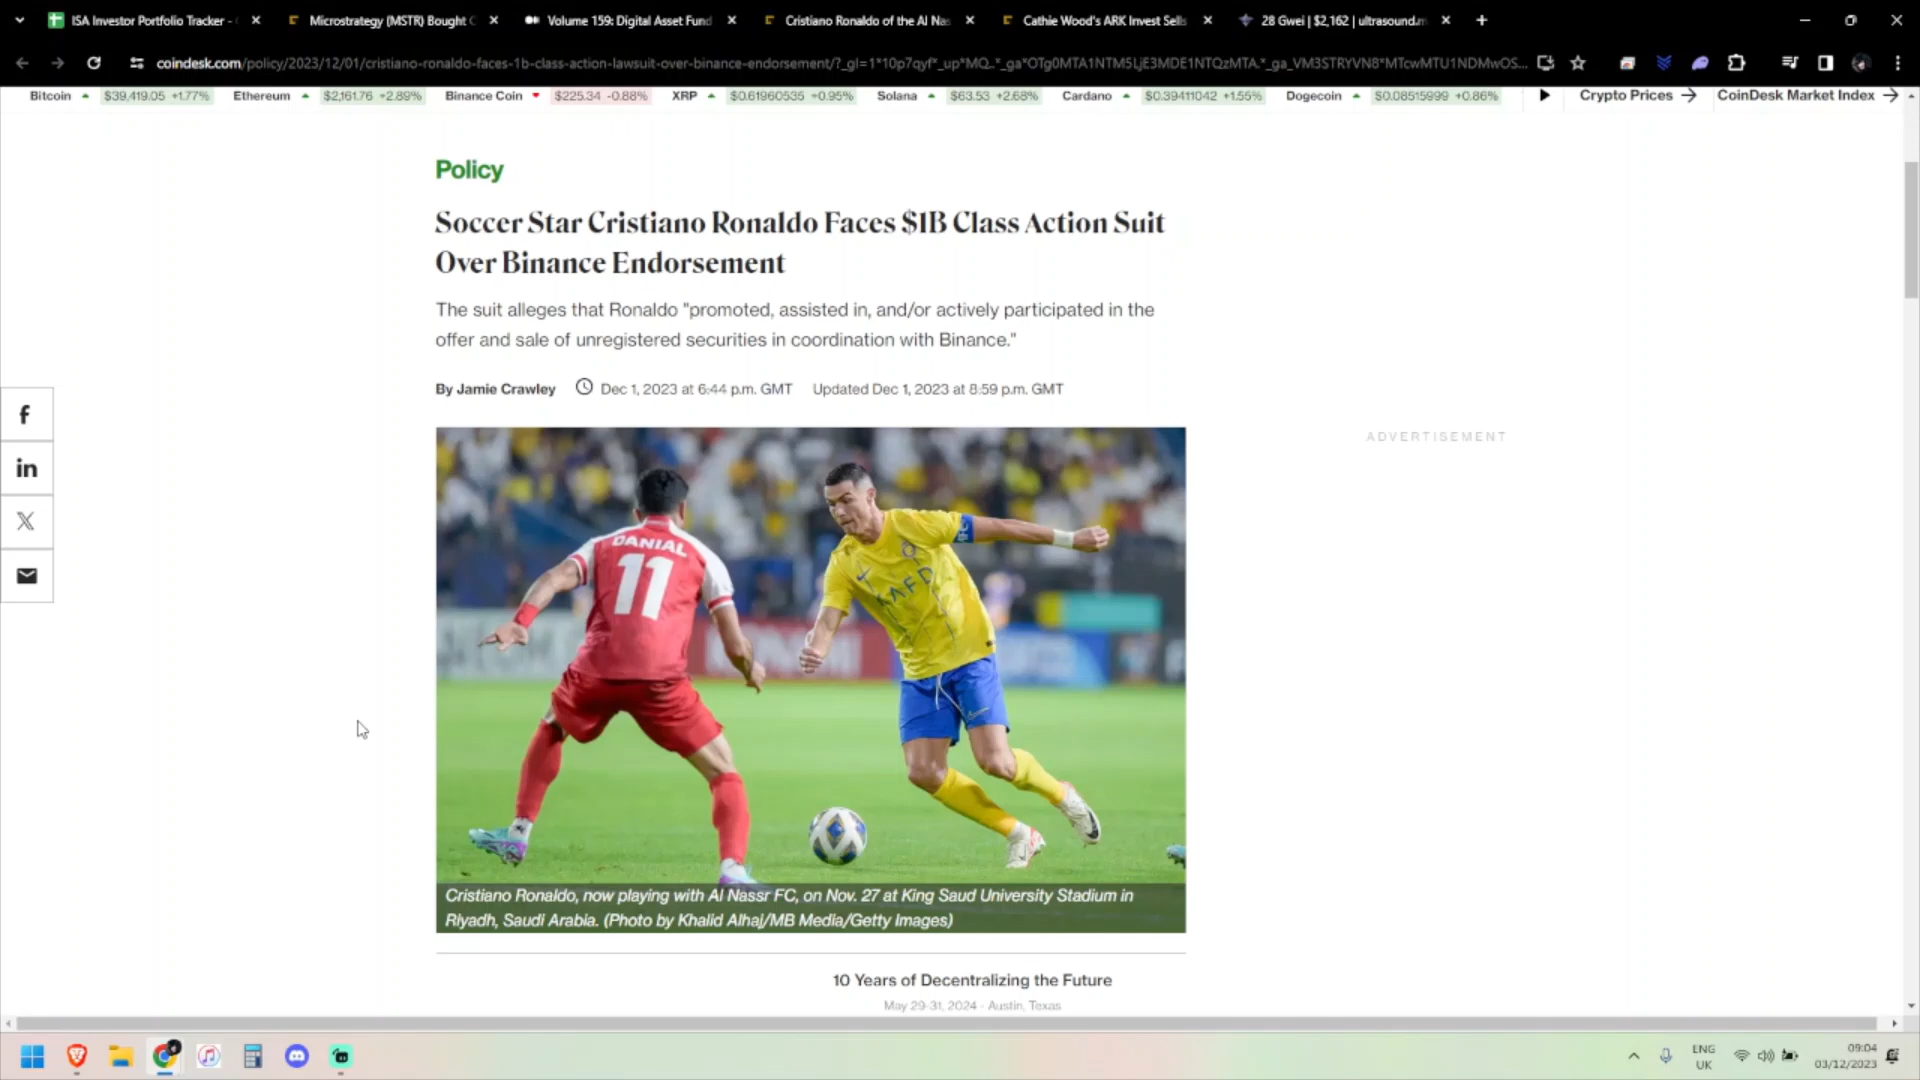 ISA Investor Portfolio Tracker -
Microstrategy (MSTR) Bought
Volume 159: Digital Asset Fund
Cristiano Ronaldo of the Al Nas
Cathie Wood's ARK Invest Sells
28 Gwei | $2,162 | ultrasound.m
coindesk.com/policy/2023/12/01/cristiano-ronaldo-faces-1b-class-action-lawsuit-over-binance-endorsement/
Bitcoin $39,419.05 +1.77% Ethereum $2,161.76 +2.89% Binance Coin $225.34 -0.88% XRP $0.61960535 +0.95% Solana $63.53 +2.68% Cardano $0.39411042 +1.55% Dogecoin $0.08515999 +0.86% Crypto Prices → CoinDesk Market Index →
Policy
Soccer Star Cristiano Ronaldo Faces $1B Class Action Suit
Over Binance Endorsement
The suit alleges that Ronaldo "promoted, assisted in, and/or actively participated in the
offer and sale of unregistered securities in coordination with Binance."
By Jamie Crawley Dec 1, 2023 at 6:44 p.m. GMT Updated Dec 1, 2023 at 8:59 p.m. GMT
ADVERTISEMENT
DANIAL
11
KAFD
Cristiano Ronaldo, now playing with Al Nassr FC, on Nov. 27 at King Saud University Stadium in
Riyadh, Saudi Arabia. (Photo by Khalid Alhaj/MB Media/Getty Images)
10 Years of Decentralizing the Future
May 29-31, 2024 - Austin, Texas
ENG
UK
09:04
03/12/2023